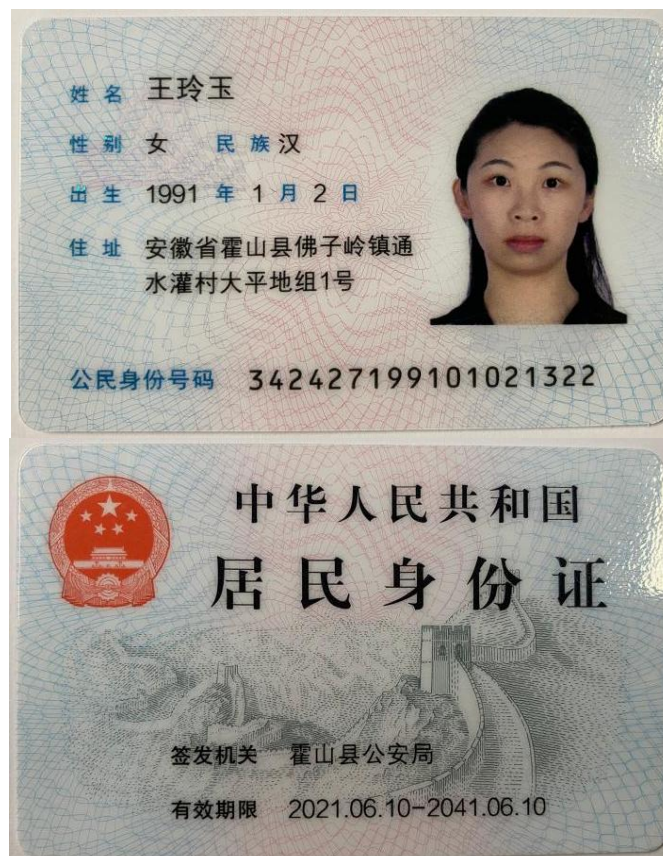 姓名 王玲玉
性别 女 民族 汉
出生 1991 年 1 月 2 日
住址 安徽省霍山县佛子岭镇通
水灌村大平地组1号
公民身份号码 342427199101021322
中华人民共和国
居民身份证
签发机关 霍山县公安局
有效期限 2021.06.10-2041.06.10